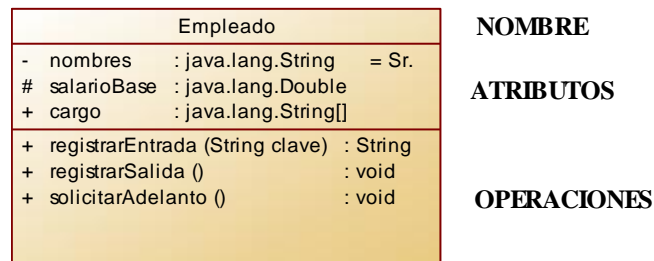 Empleado NOMBRE
- nombres : java.lang.String = Sr.
# salarioBase : java.lang.Double ATRIBUTOS
+ cargo : java.lang.String[]
+ registrarEntrada (String clave) : String
+ registrarSalida () : void
+ solicitarAdelanto () : void OPERACIONES